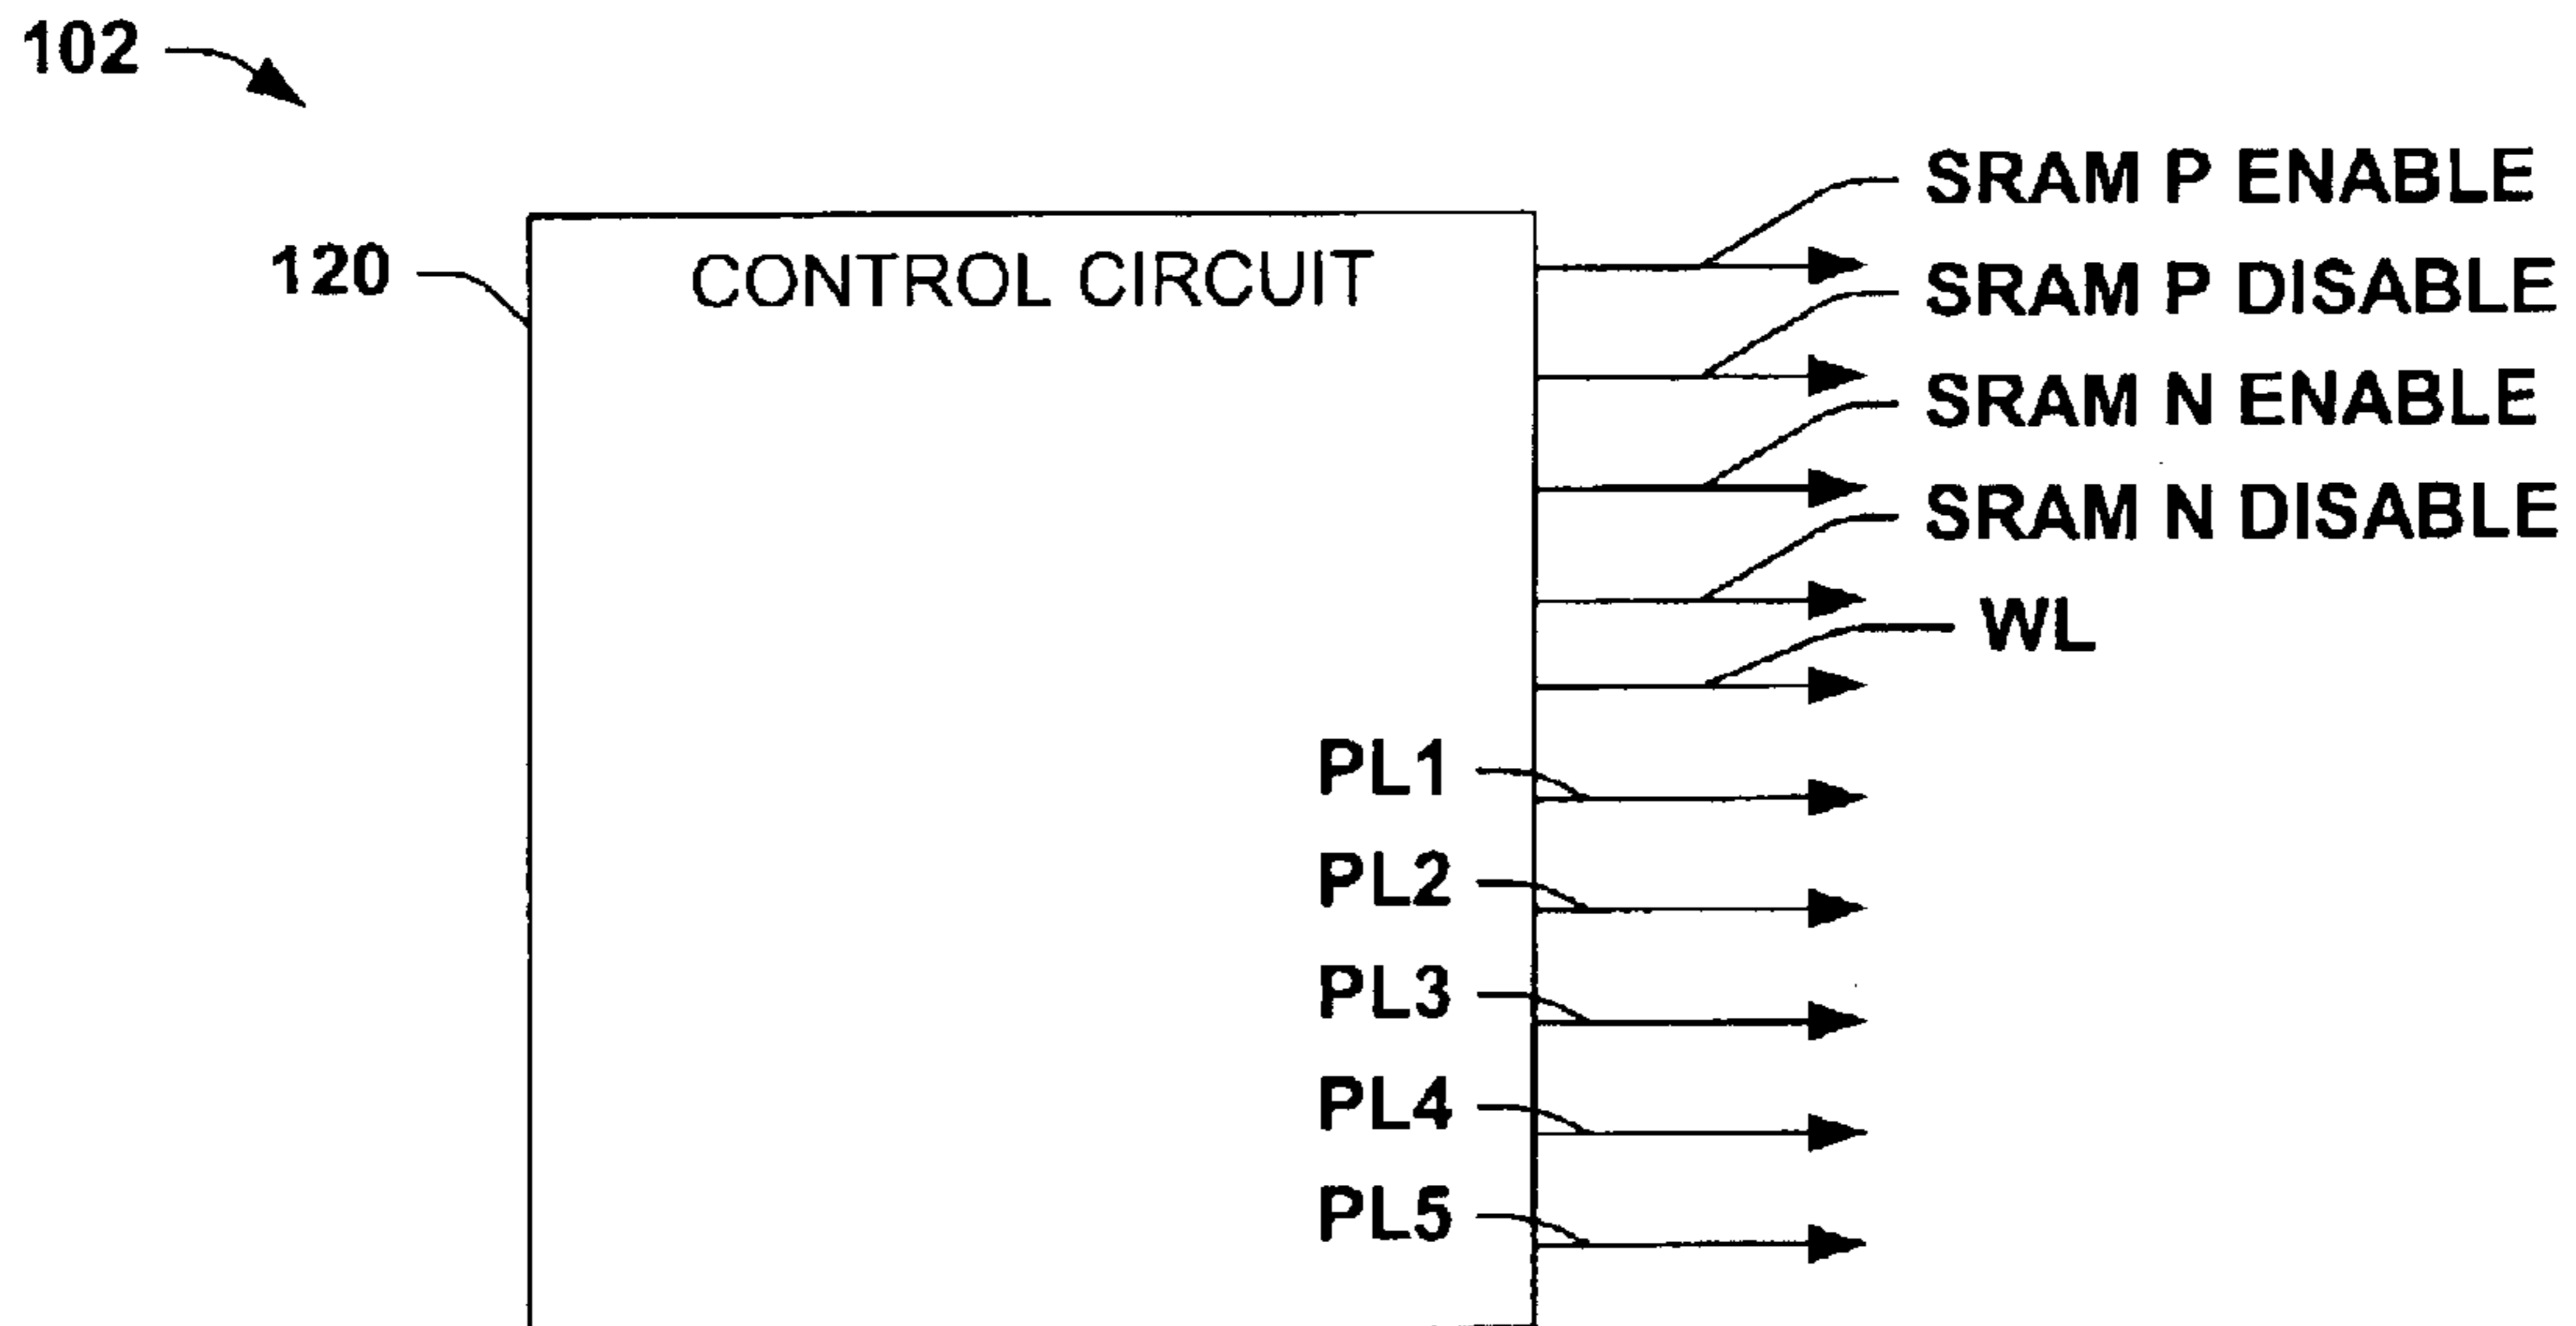 102
SRAM P ENABLE
120
CONTROL CIRCUIT
SRAM P DISABLE
SRAM N ENABLE
SRAM N DISABLE
WL
PL1
PL2
PL3
PL4
PL5